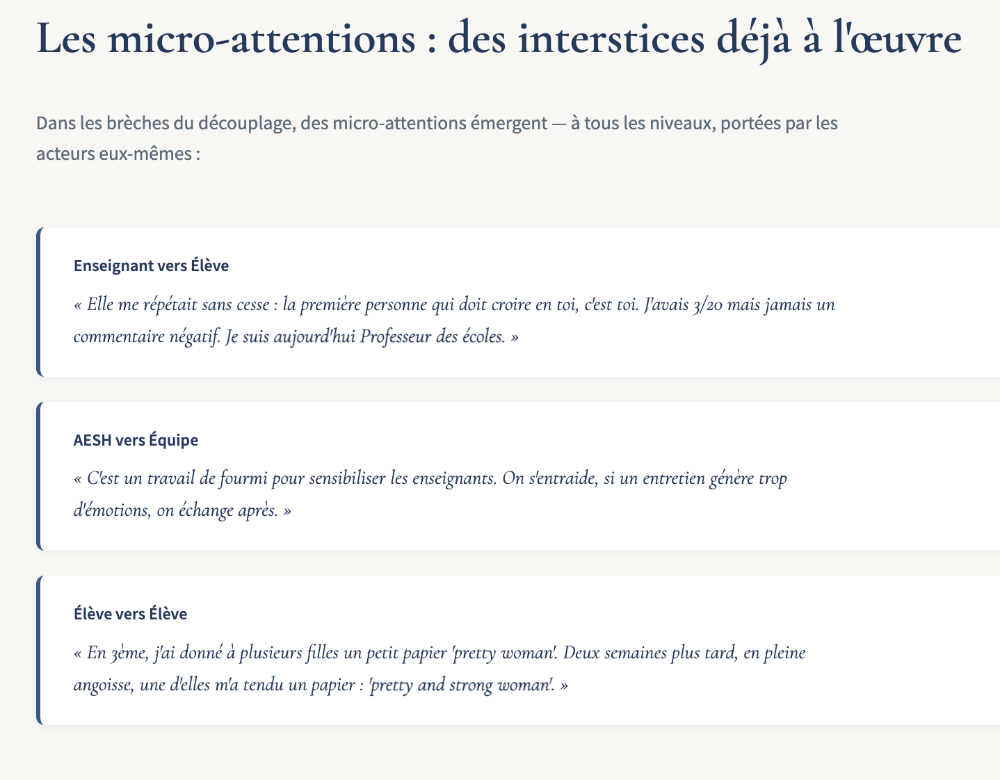 Les micro-attentions : des interstices déjà à l'œuvre
Dans les brèches du découplage, des micro-attentions émergent — à tous les niveaux, portées par les
acteurs eux-mêmes :
Enseignant vers Élève
« Elle me répétait sans cesse : la première personne qui doit croire en toi, c'est toi. J'avais 3/20 mais jamais un
commentaire négatif. Je suis aujourd'hui Professeur des écoles. »
AESH vers Équipe
« C'est un travail de fourmi pour sensibiliser les enseignants. On s'entraide, si un entretien génère trop
d'émotions, on échange après. »
Élève vers Élève
« En 3ème, j'ai donné à plusieurs filles un petit papier 'pretty woman'. Deux semaines plus tard, en pleine
angoisse, une d'elles m'a tendu un papier : 'pretty and strong woman'. »